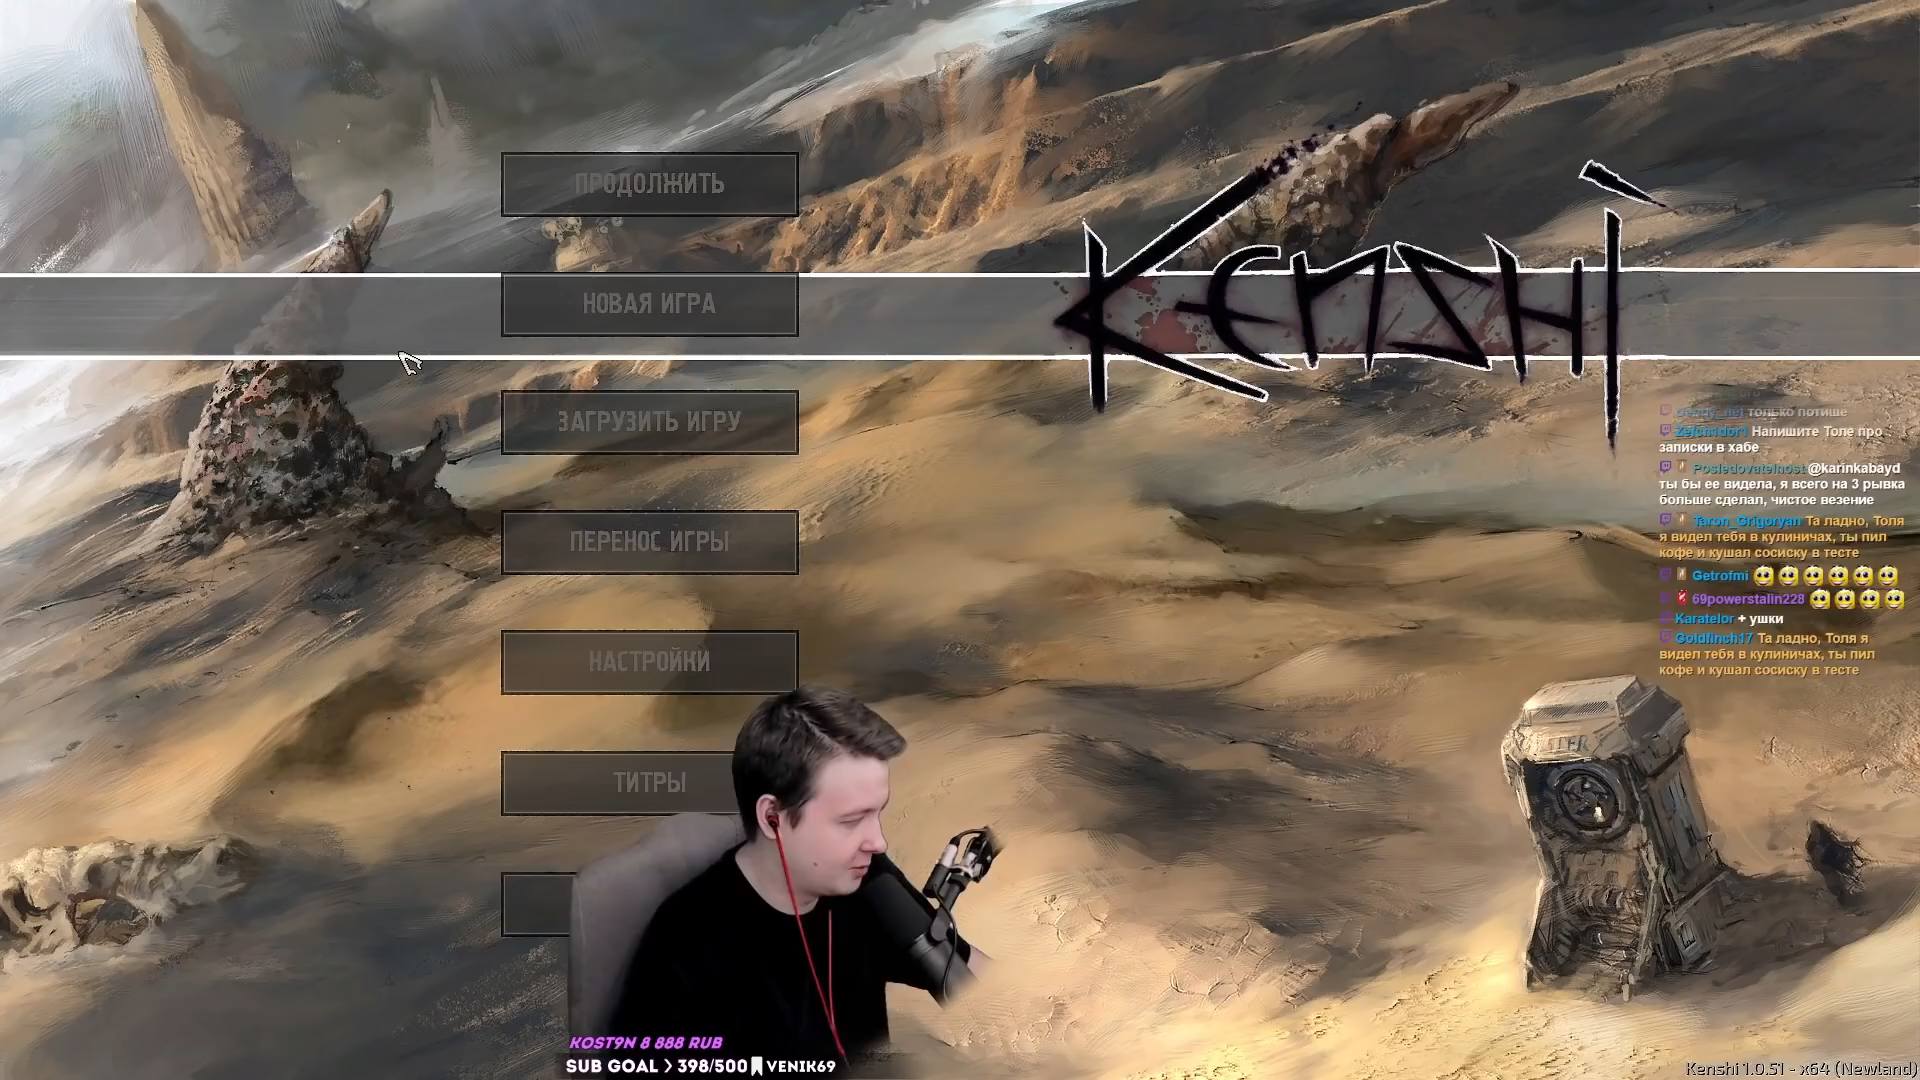 ПРОДОЛЖИТЬ
НОВАЯ ИГРА
ЗАГРУЗИТЬ ИГРУ
ПЕРЕНОС ИГРЫ
НАСТРОЙКИ
ТИТРЫ
KENSHI
только потише
Напишите Толе про
записки в хабе
Posledovatelnost @karinkabayd
ты бы ее видела, я всего на 3 рывка
больше сделал, чистое везение
Taron_Grigoryan Та ладно, Толя
я видел тебя в кулиничах, ты пил
кофе и кушал сосиску в тесте
Getrofmi
69powerstalin228
Karatelor + ушки
Goldfinch17 Та ладно, Толя я
видел тебя в кулиничах, ты пил
кофе и кушал сосиску в тесте
KOST9N 8 888 RUB
SUB GOAL > 398/500 VENIK69
Kenshi 1.0.51 - x64 (Newland)